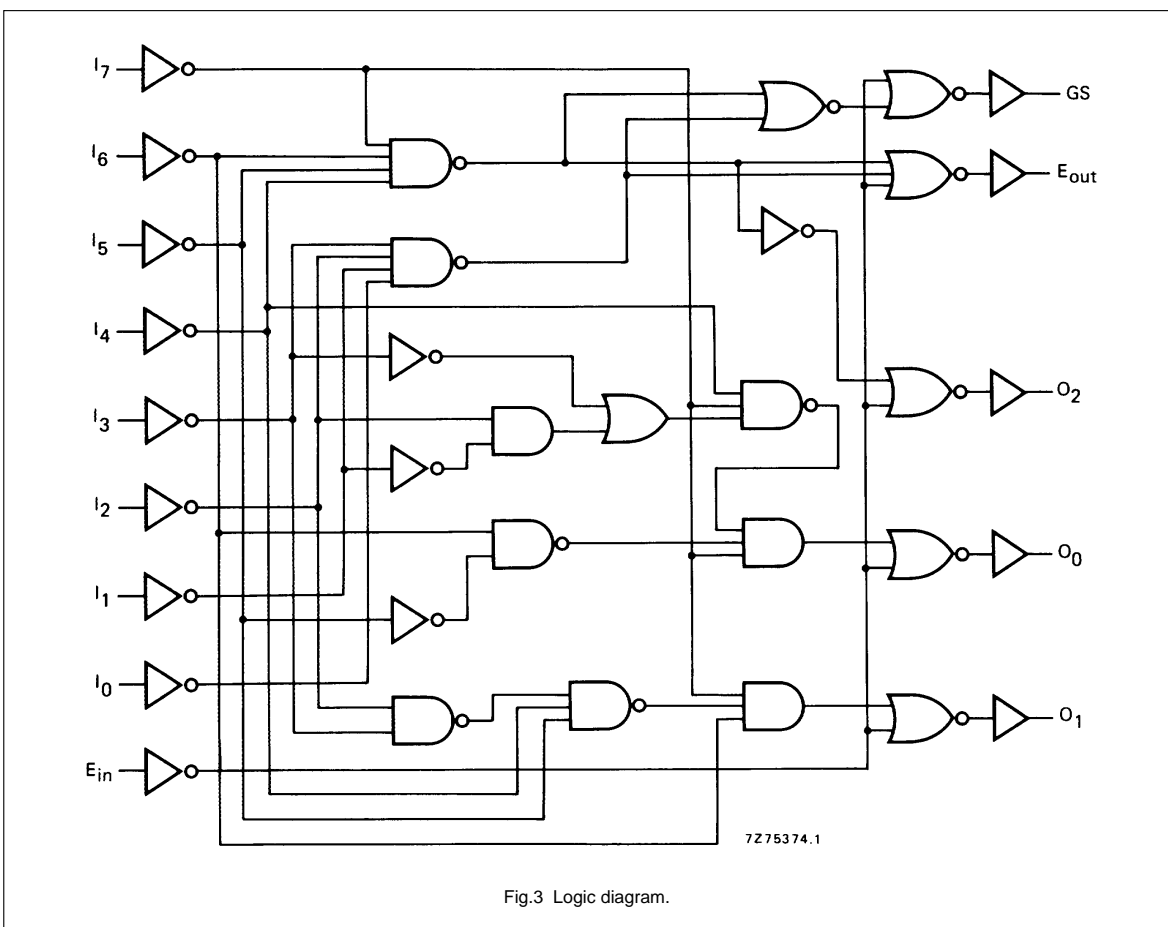 I7
GS
I6
Eout
I5
I4
I3
O2
I2
O0
I1
I0
O1
Ein
7Z75374.1
Fig.3 Logic diagram.